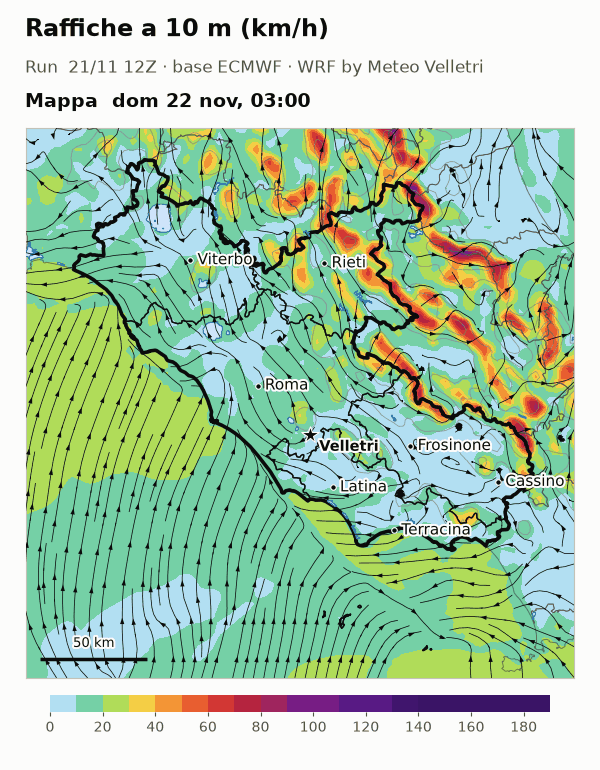 Raffiche a 10 m (km/h)
Run  21/11 12Z · base ECMWF · WRF by Meteo Velletri
Mappa  dom 22 nov, 03:00
Viterbo
Rieti
Roma
Velletri
Frosinone
Latina
Cassino
Terracina
50 km
0 20 40 60 80 100 120 140 160 180